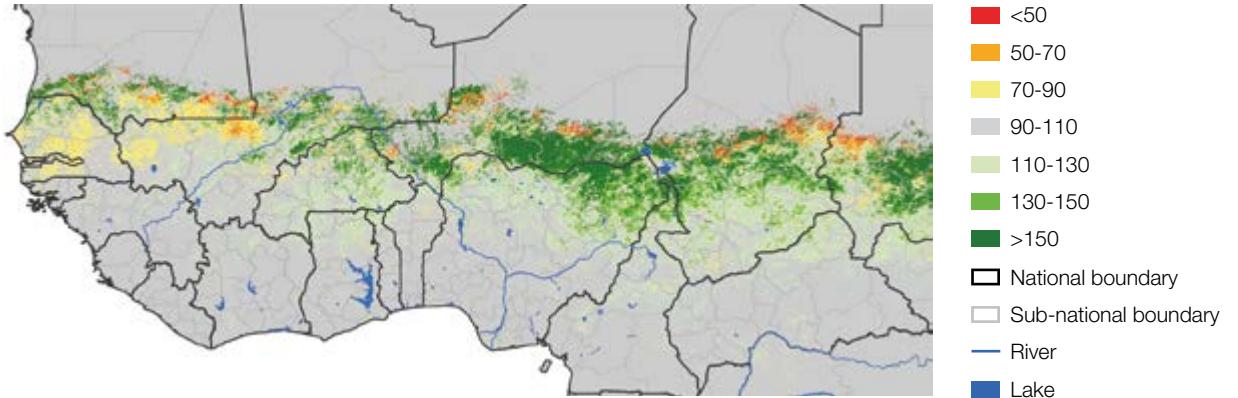 <50
50-70
70-90
90-110
110-130
130-150
>150
National boundary
Sub-national boundary
River
Lake